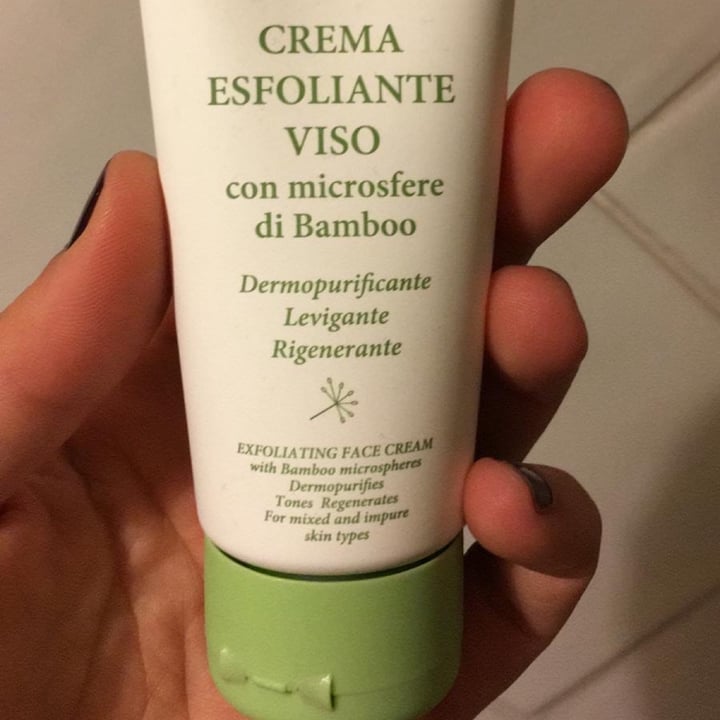 CREMA
ESFOLIANTE
VISO
con microsfere
di Bamboo
Dermopurificante
Levigante
Rigenerante
EXFOLIATING FACE CREAM
with Bamboo microspheres
Dermopurifies
Tones Regenerates
For mixed and impure
skin types